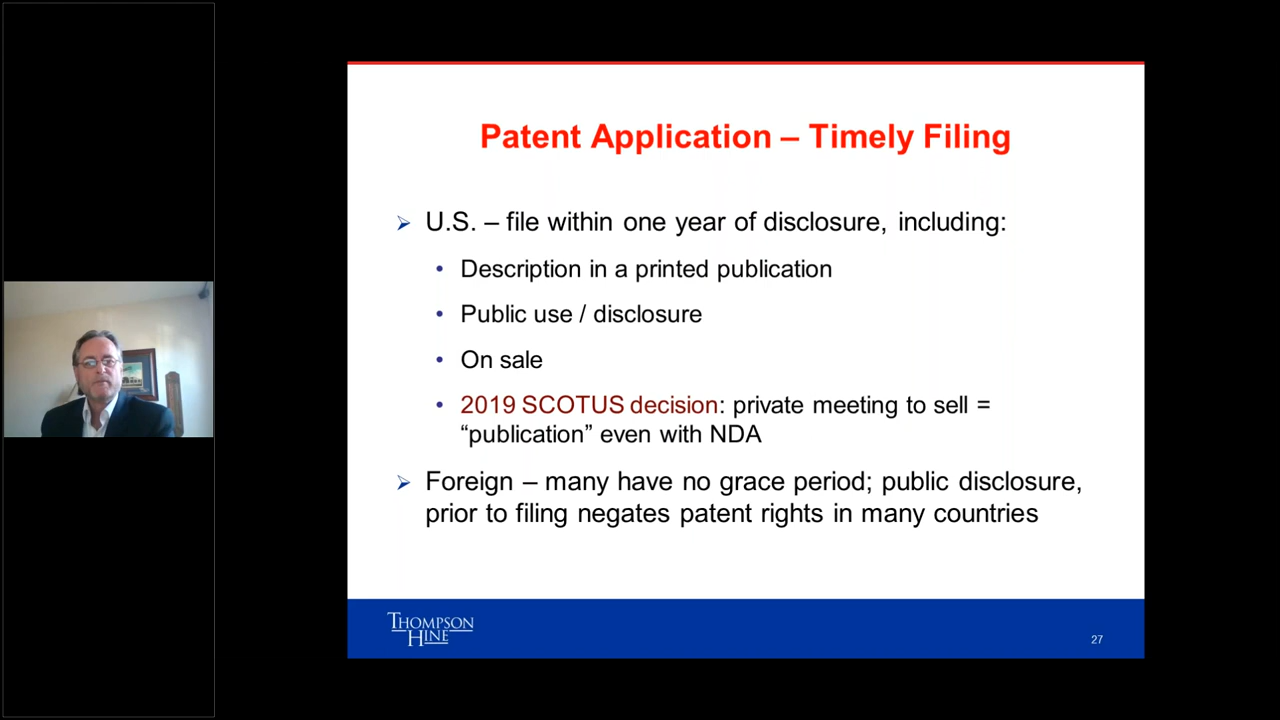 Patent Application – Timely Filing
➢ U.S. – file within one year of disclosure, including:
• Description in a printed publication
• Public use / disclosure
• On sale
• 2019 SCOTUS decision: private meeting to sell =
“publication” even with NDA
➢ Foreign – many have no grace period; public disclosure,
prior to filing negates patent rights in many countries
THOMPSON
HINE
27